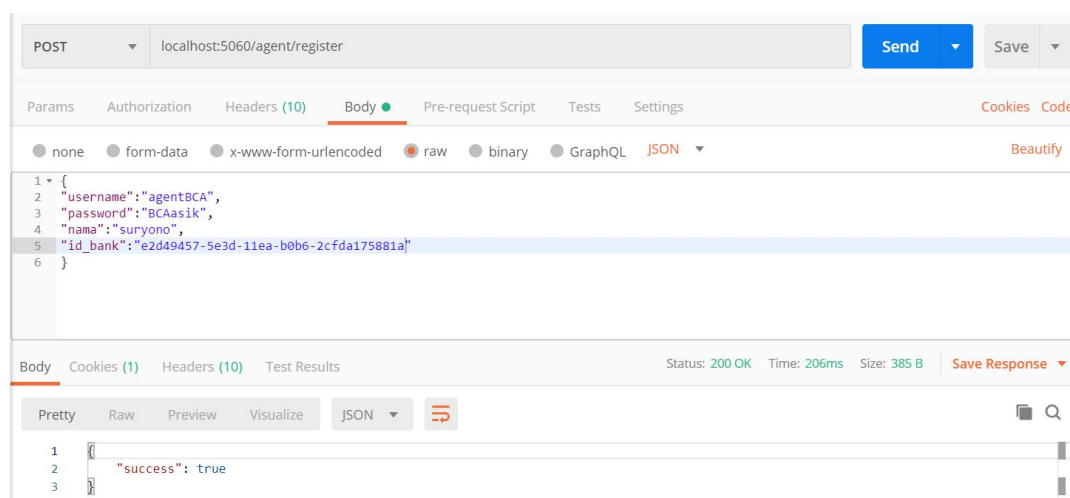 POST localhost:5060/agent/register Send Save
Params Authorization Headers (10) Body Pre-request Script Tests Settings Cookies Code
none form-data x-www-form-urlencoded raw binary GraphQL JSON Beautify
1 {
2 "username":"agentBCA",
3 "password":"BCAasik",
4 "nama":"suryono",
5 "id_bank":"e2d49457-5e3d-11ea-b0b6-2cfda175881a"
6 }
Body Cookies (1) Headers (10) Test Results Status: 200 OK Time: 206ms Size: 385 B Save Response
Pretty Raw Preview Visualize JSON
1 {
2 "success": true
3 }